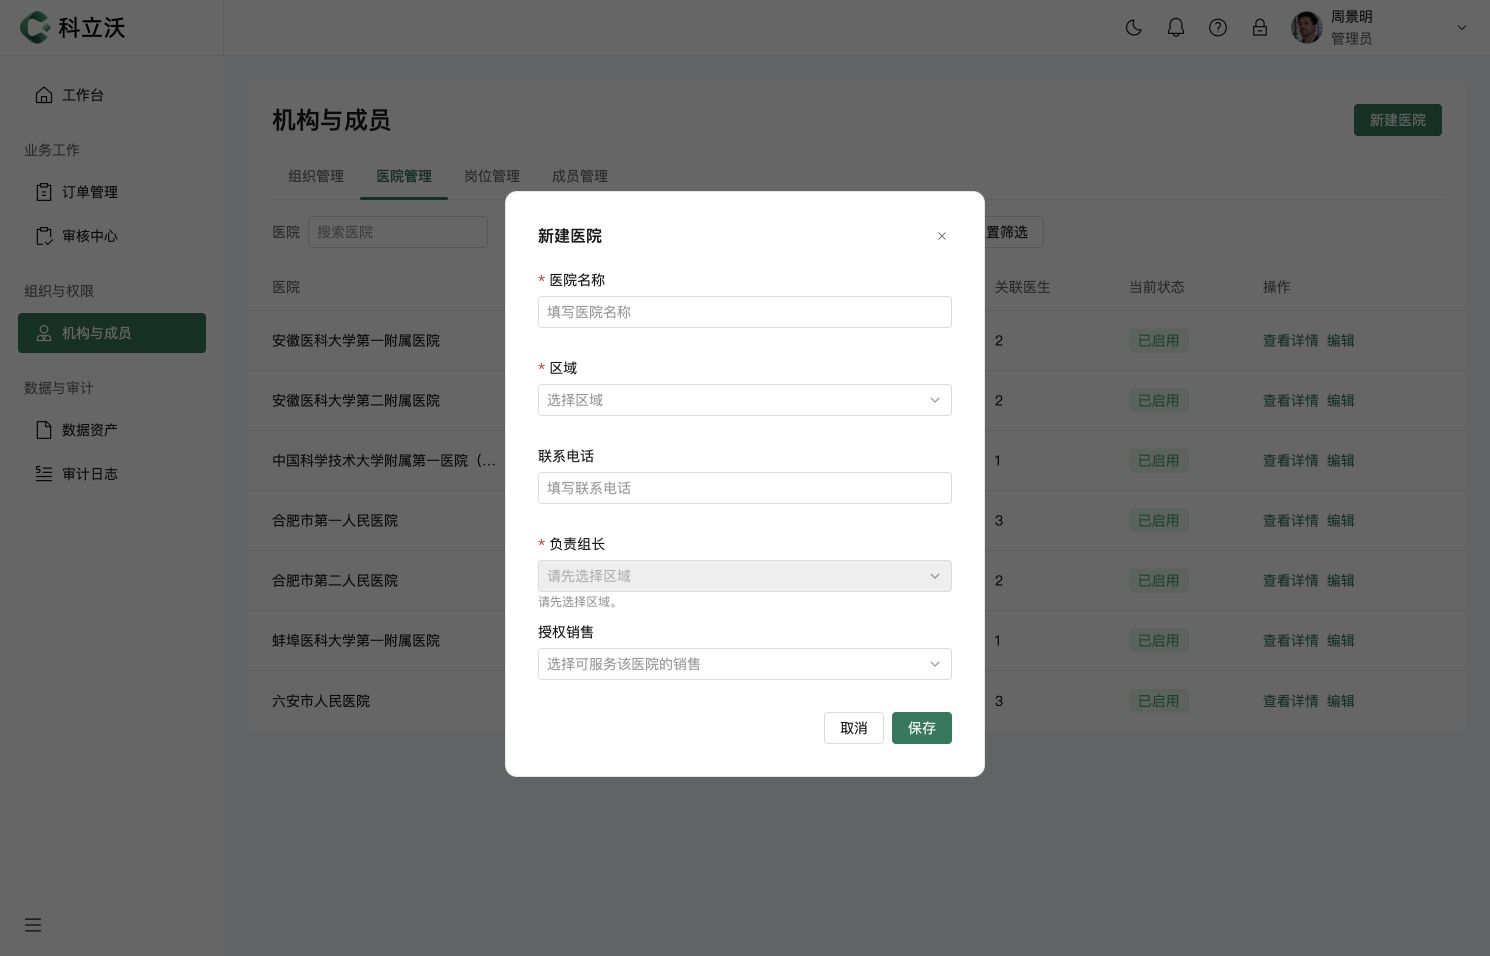 科立沃
周景明
管理员
工作台
业务工作
订单管理
审核中心
组织与权限
机构与成员
数据与审计
数据资产
审计日志
机构与成员
新建医院
组织管理 医院管理 岗位管理 成员管理
医院 搜索医院 置筛选
医院 关联医生 当前状态 操作
安徽医科大学第一附属医院 2 已启用 查看详情 编辑
安徽医科大学第二附属医院 2 已启用 查看详情 编辑
中国科学技术大学附属第一医院（... 1 已启用 查看详情 编辑
合肥市第一人民医院 3 已启用 查看详情 编辑
合肥市第二人民医院 2 已启用 查看详情 编辑
蚌埠医科大学第一附属医院 1 已启用 查看详情 编辑
六安市人民医院 3 已启用 查看详情 编辑
新建医院
* 医院名称
填写医院名称
* 区域
选择区域
联系电话
填写联系电话
* 负责组长
请先选择区域
请先选择区域。
授权销售
选择可服务该医院的销售
取消 保存